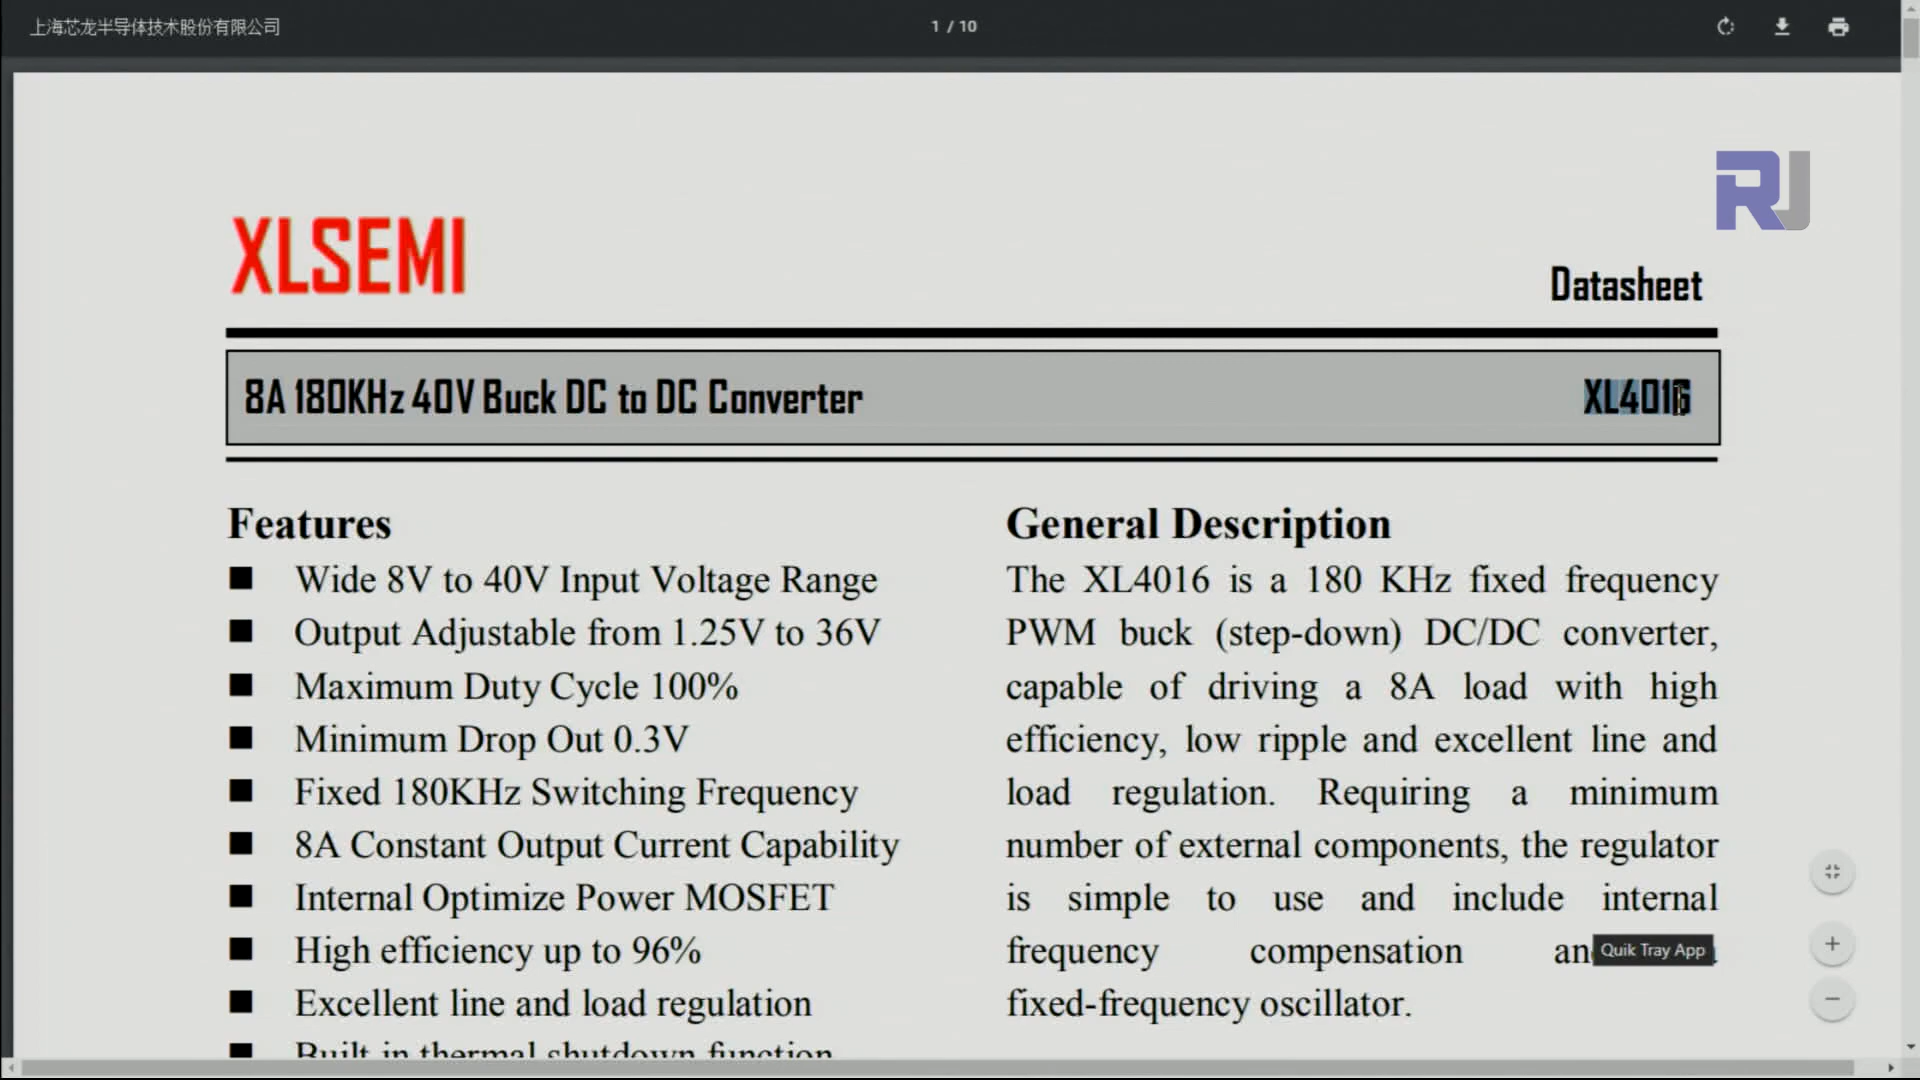 上海芯龙半导体技术股份有限公司
1 / 10
RJ
XLSEMI
Datasheet
8A 180KHz 40V Buck DC to DC Converter
XL4016
Features
■ Wide 8V to 40V Input Voltage Range
■ Output Adjustable from 1.25V to 36V
■ Maximum Duty Cycle 100%
■ Minimum Drop Out 0.3V
■ Fixed 180KHz Switching Frequency
■ 8A Constant Output Current Capability
■ Internal Optimize Power MOSFET
■ High efficiency up to 96%
■ Excellent line and load regulation
■ Built in thermal shutdown function
General Description
The XL4016 is a 180 KHz fixed frequency
PWM buck (step-down) DC/DC converter,
capable of driving a 8A load with high
efficiency, low ripple and excellent line and
load regulation. Requiring a minimum
number of external components, the regulator
is simple to use and include internal
frequency compensation
fixed-frequency oscillator.
Quik Tray App